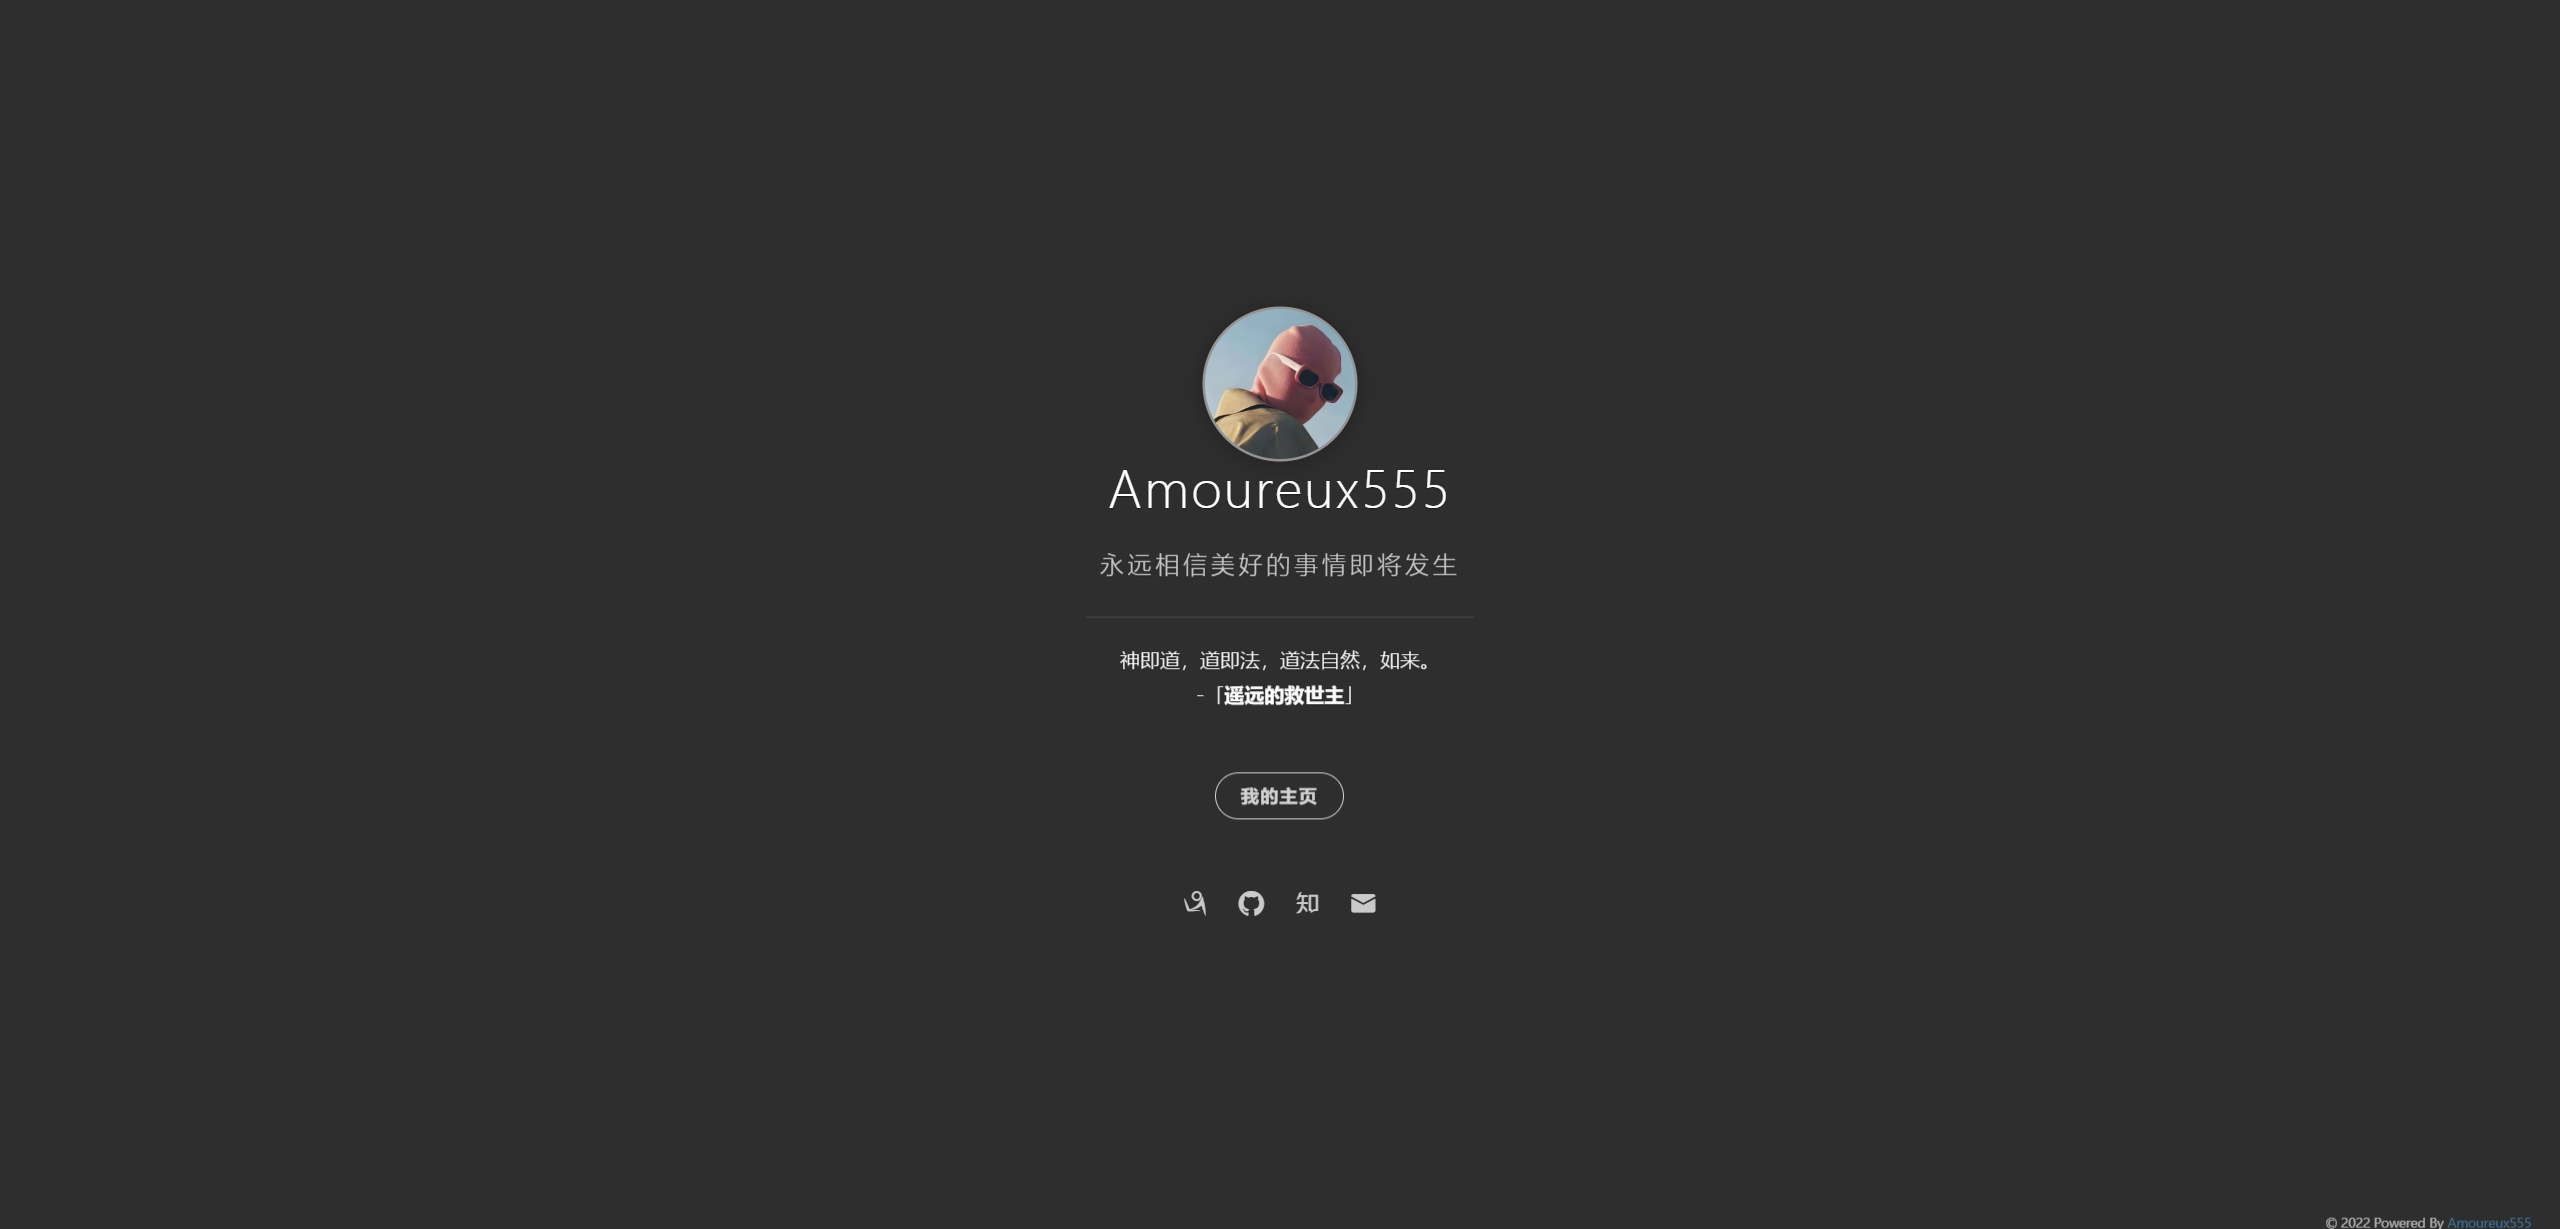 Amoureux555
永远相信美好的事情即将发生
神即道，道即法，道法自然，如来。
-「遥远的救世主」
我的主页
知
© 2022 Powered By Amoureux555